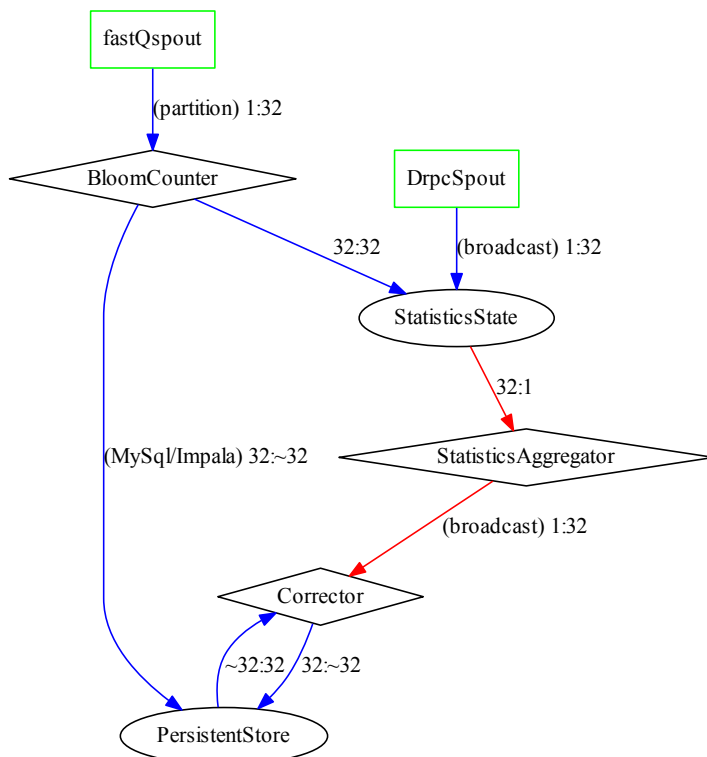 fastQspout
(partition) 1:32
BloomCounter
DrpcSpout
32:32
(broadcast) 1:32
StatisticsState
32:1
(MySql/Impala) 32:~32
StatisticsAggregator
(broadcast) 1:32
Corrector
~32:32
32:~32
PersistentStore